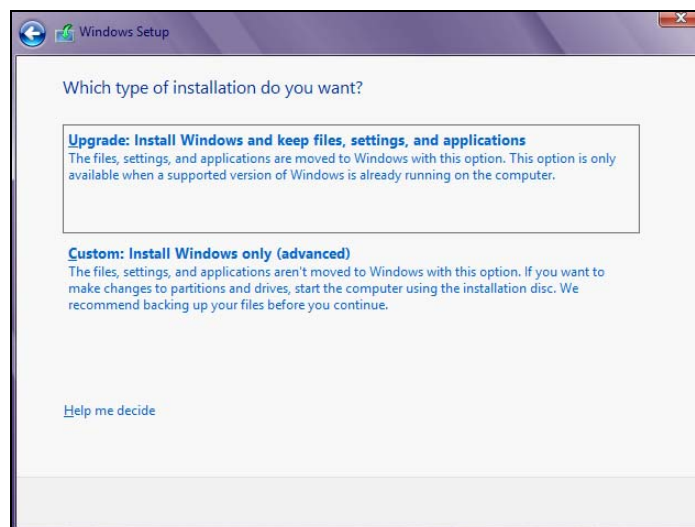 Windows Setup
Which type of installation do you want?
Upgrade: Install Windows and keep files, settings, and applications
The files, settings, and applications are moved to Windows with this option. This option is only
available when a supported version of Windows is already running on the computer.
Custom: Install Windows only (advanced)
The files, settings, and applications aren't moved to Windows with this option. If you want to
make changes to partitions and drives, start the computer using the installation disc. We
recommend backing up your files before you continue.
Help me decide